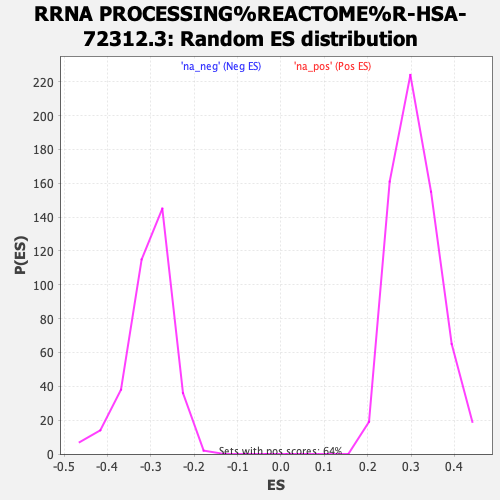 RRNA PROCESSING%REACTOME%R-HSA-
72312.3: Random ES distribution
'na_neg' (Neg ES) 'na_pos' (Pos ES)
220
200
180
160
140
120
100
80
60
40
20
0
P(ES)
Sets with pos scores: 64%
-0.5 -0.4 -0.3 -0.2 -0.1 0.0 0.1 0.2 0.3 0.4
ES